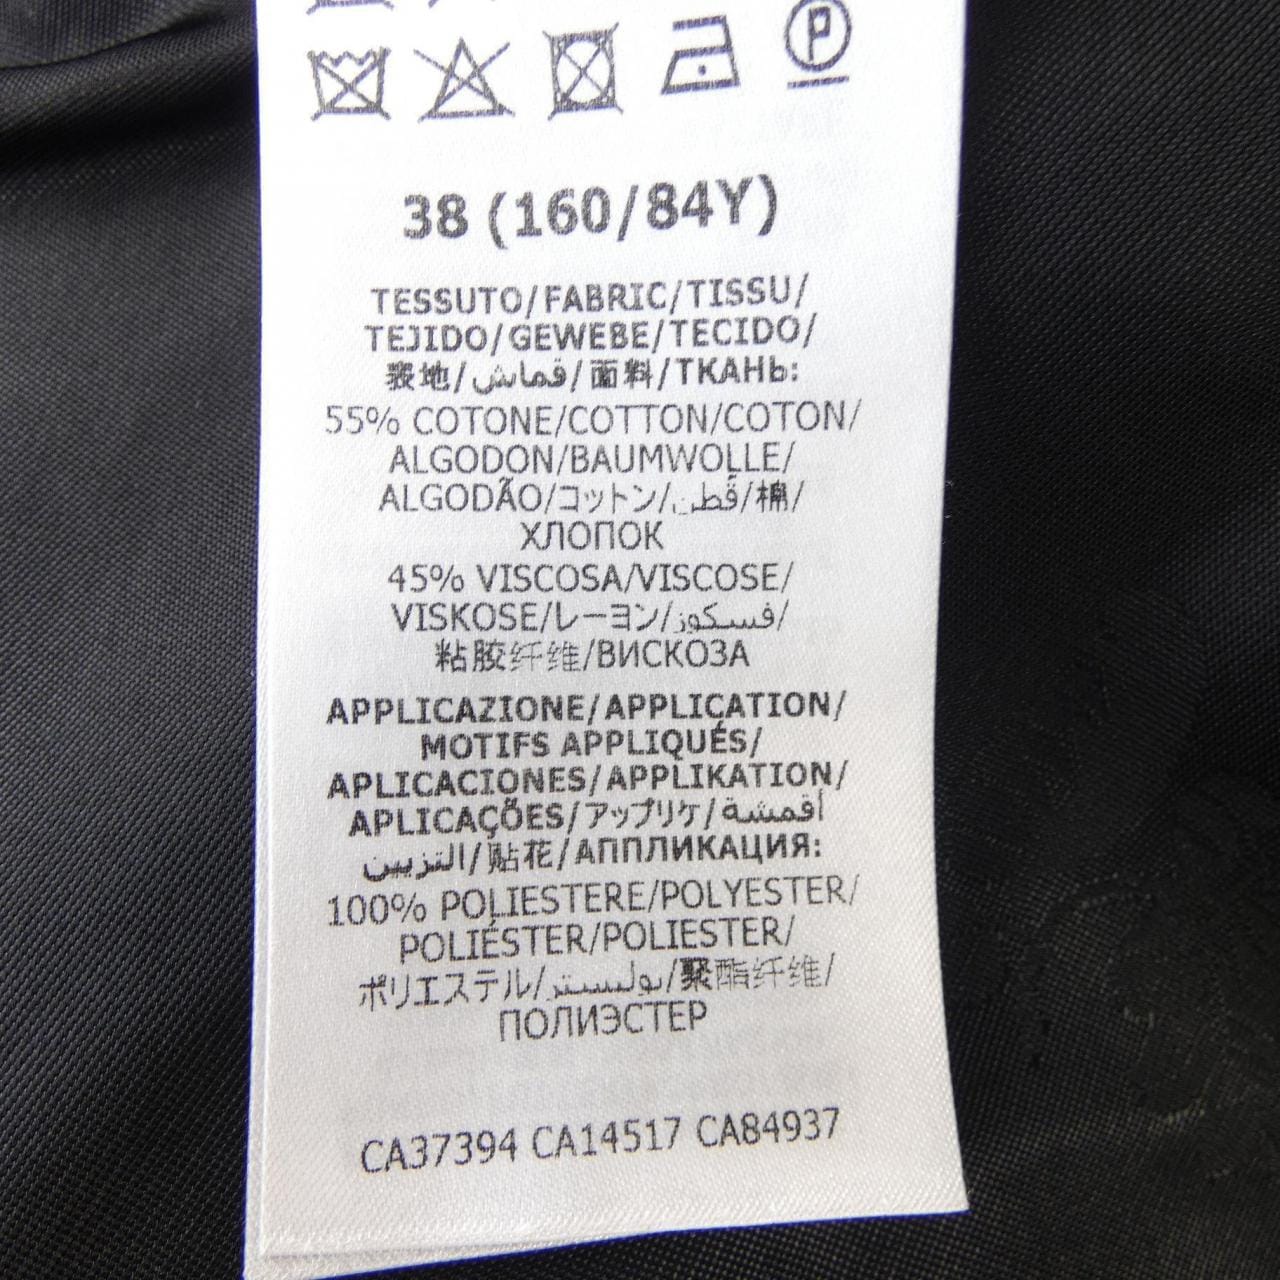 38 (160/84Y)
TESSUTO/FABRIC/TISSU/
TEJIDO/GEWEBE/TECIDO/
表地/قماش/面料/ТКАНЬ:
55% COTONE/COTTON/COTON/
ALGODON/BAUMWOLLE/
ALGODÃO/コットン/قطن/棉/
ХЛОПОК
45% VISCOSA/VISCOSE/
VISKOSE/レーヨン/فسكوز/
粘胶纤维/ВИСКОЗА
APPLICAZIONE/APPLICATION/
MOTIFS APPLIQUÉS/
APLICACIONES/APPLIKATION/
APLICAÇÕES/アップリケ/أقمشة
التزيين/贴花/АППЛИКАЦИЯ:
100% POLIESTERE/POLYESTER/
POLIÉSTER/POLIESTER/
ポリエステル/بوليستر/聚酯纤维/
ПОЛИЭСТЕР
CA37394 CA14517 CA84937